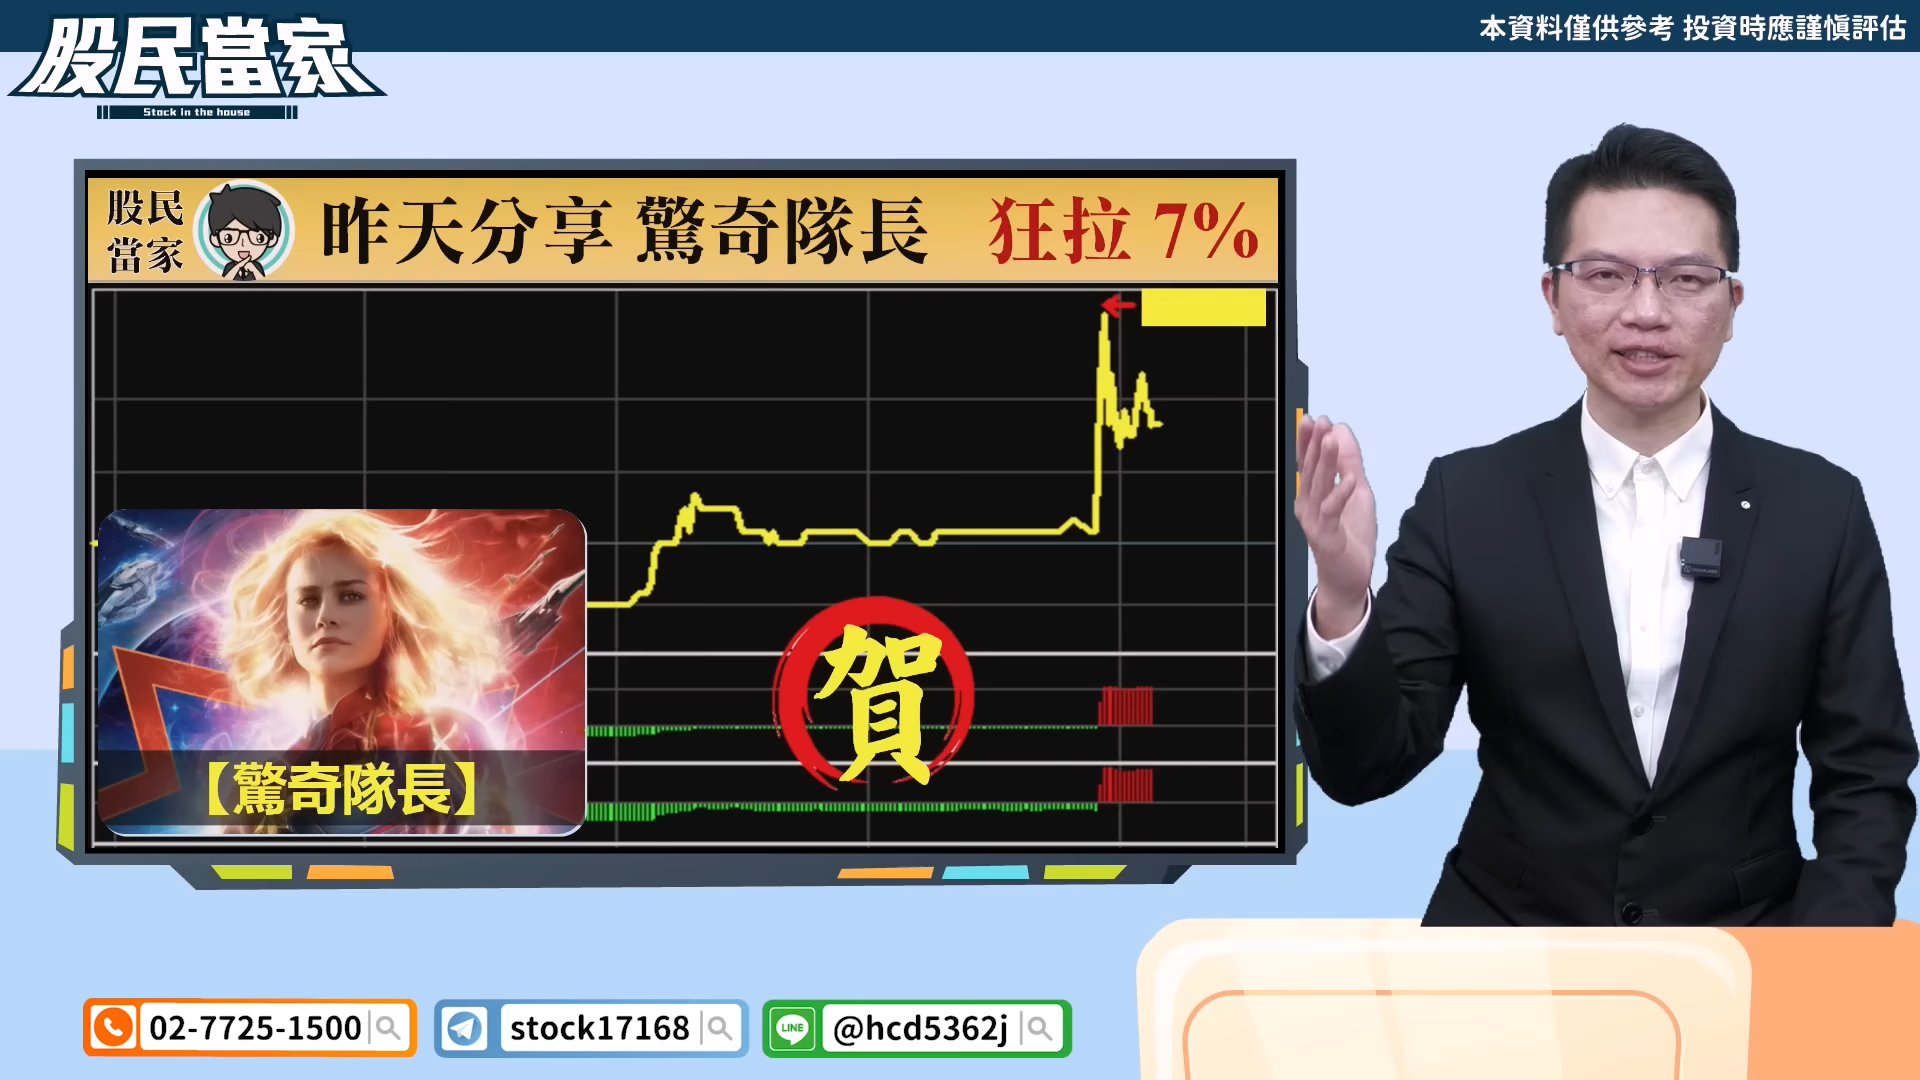 股民當家
Stock in the house
本資料僅供參考 投資時應謹慎評估
股民
當家
昨天分享 驚奇隊長 狂拉 7%
賀
【驚奇隊長】
02-7725-1500
stock17168
LINE
@hcd5362j